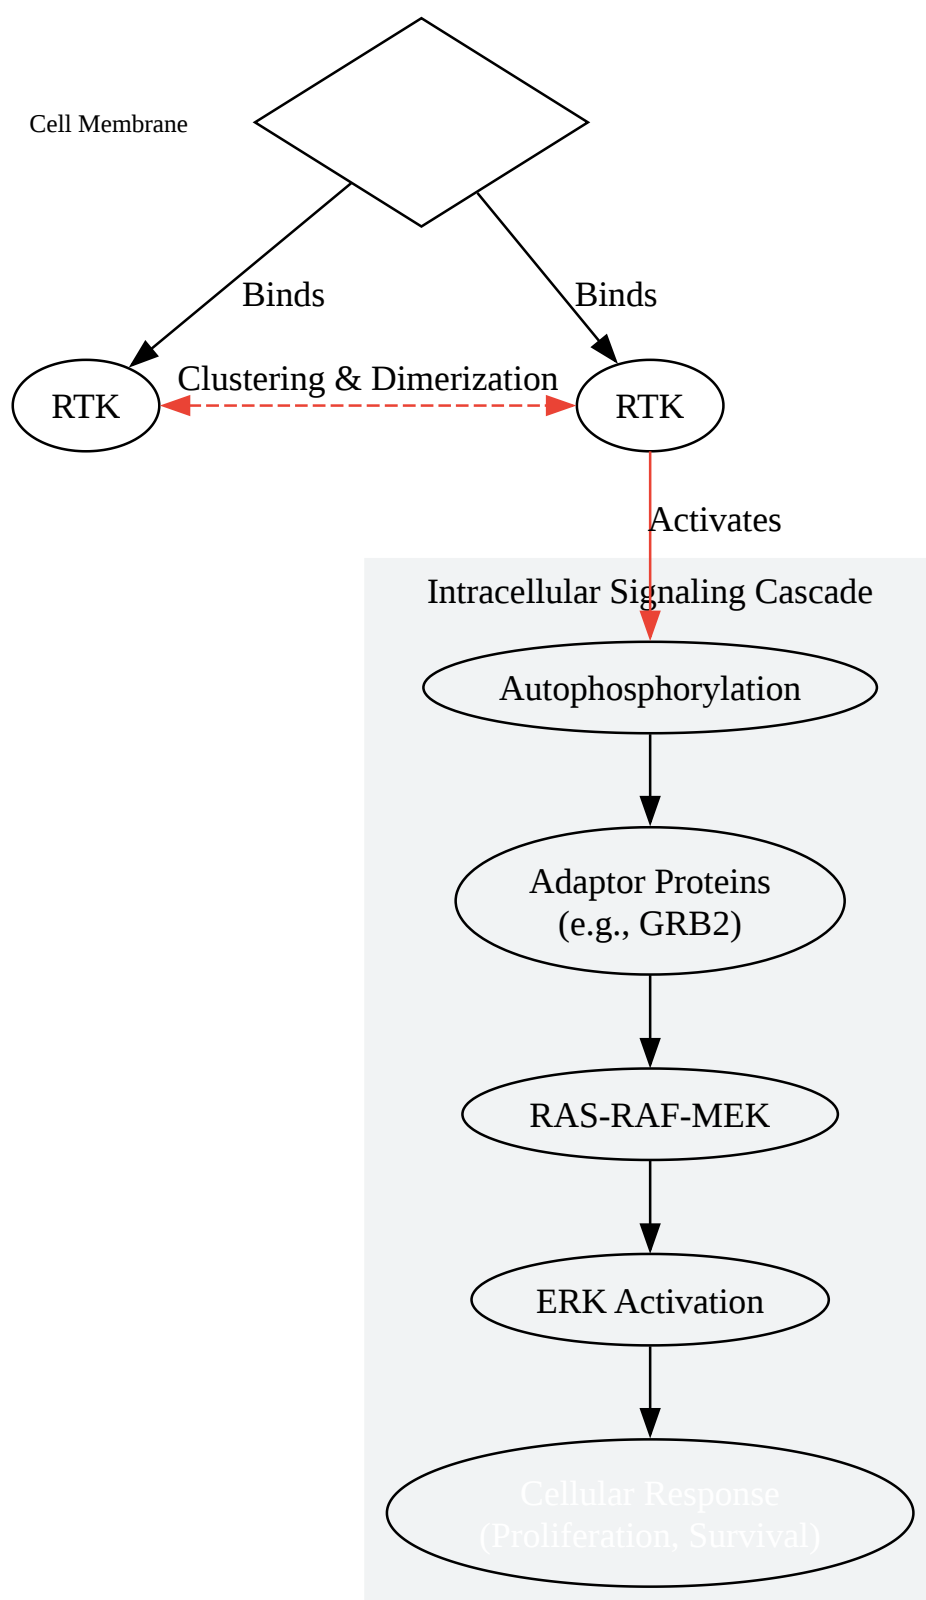 Cell Membrane
Binds
Binds
Clustering & Dimerization
RTK
RTK
Activates
Intracellular Signaling Cascade
Autophosphorylation
Adaptor Proteins
(e.g., GRB2)
RAS-RAF-MEK
ERK Activation
Cellular Response
(Proliferation, Survival)